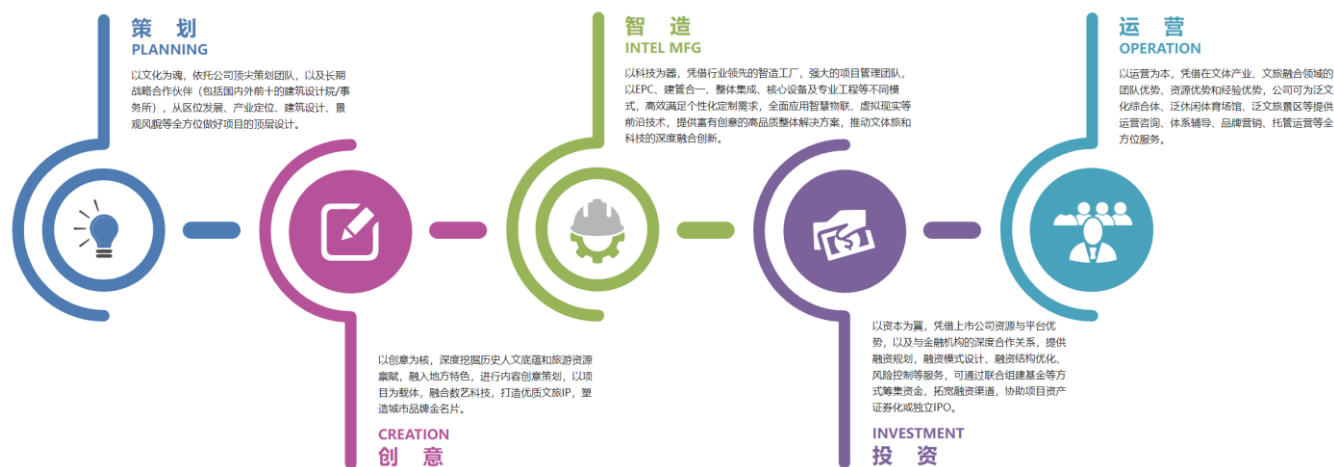 策 划
PLANNING
以文化为魂，依托公司顶尖策划团队，以及长期
战略合作伙伴（包括国内外前十的建筑设计院/事
务所），从区位发展、产业定位、建筑设计、景
观风貌等全方位做好项目的顶层设计。
以创意为核，深度挖掘历史人文底蕴和旅游资源
禀赋，融入地方特色，进行内容创意策划，以项
目为载体，融合数艺科技，打造优质文旅IP，塑
造城市品牌金名片。
CREATION
创 意
智 造
INTEL MFG
以科技为器，凭借行业领先的智造工厂，强大的项目管理团队，
以EPC、建管合一、整体集成、核心设备及专业工程等不同模
式，高效满足个性化定制需求，全面应用智慧物联、虚拟现实等
前沿技术，提供富有创意的高品质整体解决方案，推动文体旅和
科技的深度融合创新。
以资本为翼，凭借上市公司资源与平台优
势，以及与金融机构的深度合作关系，提供
融资规划，融资模式设计、融资结构优化、
风险控制等服务，可通过联合组建基金等方
式筹集资金，拓宽融资渠道，协助项目资产
证券化或独立IPO。
INVESTMENT
投 资
运 营
OPERATION
以运营为本，凭借在文体产业、文旅融合领域的
团队优势、资源优势和经验优势，公司可为泛文
化综合体、泛休闲体育场馆、泛文旅景区等提供
运营咨询、体系辅导、品牌营销、托管运营等全
方位服务。